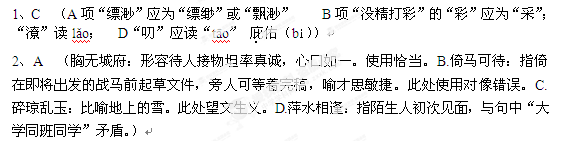 1、C （A 项“缥渺”应为“缥缈”或“飘渺” B 项“没精打彩”的“彩”应为“采”；
“潦”读 lǎo; D“叨”应读“tāo” 庇佑（bì））
2、A （胸无城府：形容待人接物坦率真诚，心口如一。使用恰当。B.倚马可待：指倚
在即将出发的战马前起草文件，旁人可等着完稿，喻才思敏捷。此处使用对像错误。C.
碎琼乱玉：比喻地上的雪。此处望文生义。D.萍水相逢：指陌生人初次见面，与句中“大
学同班同学”矛盾。）